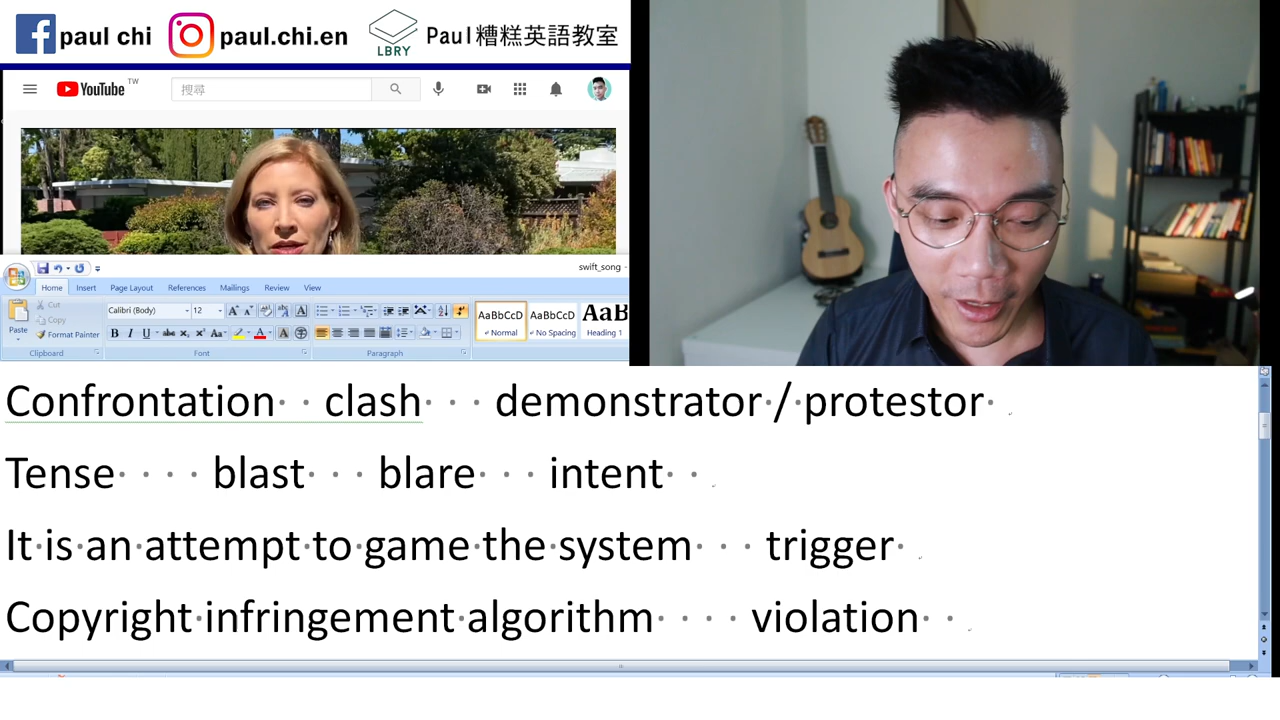 paul chi paul.chi.en LBRY Paul糟糕英語教室
YouTube TW 搜尋
swift_song -
Home Insert Page Layout References Mailings Review View
Cut
Copy
Format Painter
Paste
Calibri (Body) 12
AaBbCcD AaBbCcD AaBb
Normal No Spacing Heading 1
Clipboard Font Paragraph
Confrontation clash demonstrator / protestor
Tense blast blare intent
It is an attempt to game the system trigger
Copyright infringement algorithm violation